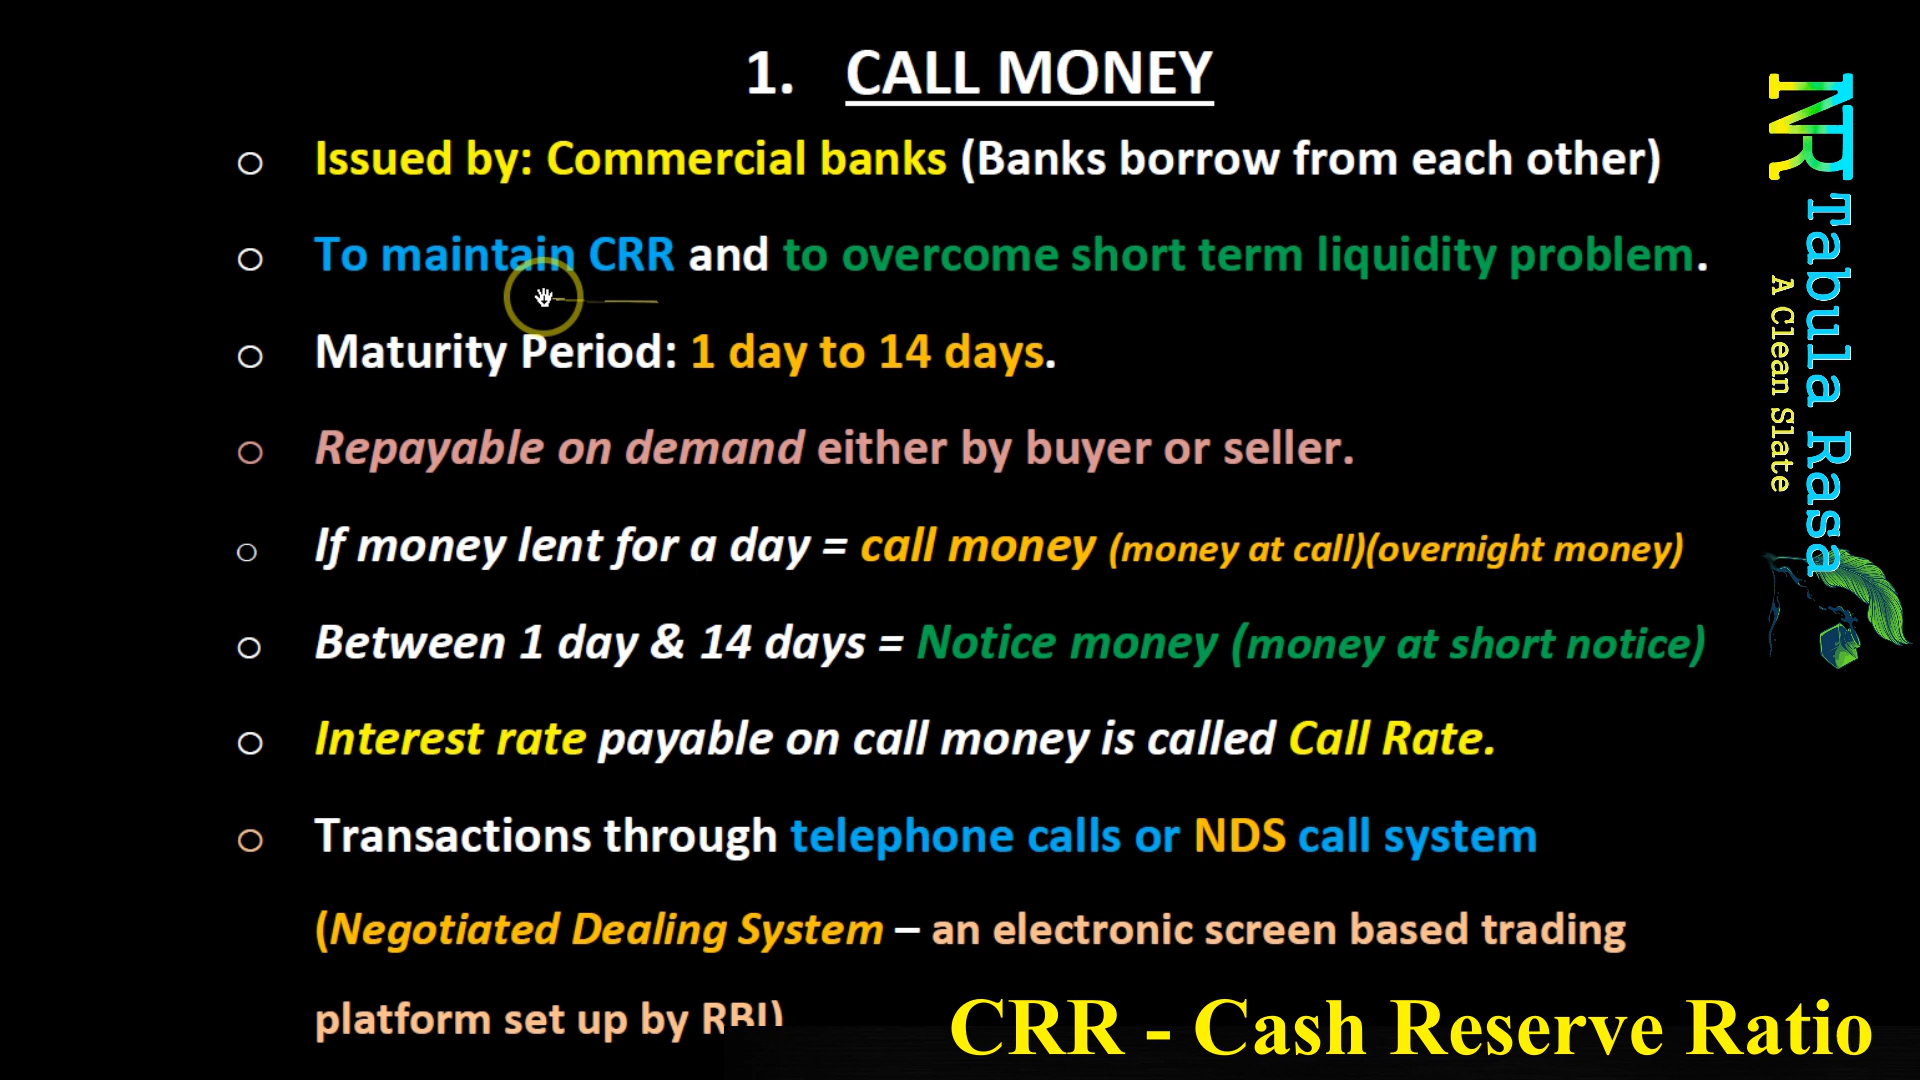 1. CALL MONEY
o Issued by: Commercial banks (Banks borrow from each other)
o To maintain CRR and to overcome short term liquidity problem.
o Maturity Period: 1 day to 14 days.
o Repayable on demand either by buyer or seller.
o If money lent for a day = call money (money at call)(overnight money)
o Between 1 day & 14 days = Notice money (money at short notice)
o Interest rate payable on call money is called Call Rate.
o Transactions through telephone calls or NDS call system
(Negotiated Dealing System – an electronic screen based trading
platform set up by RBI)
CRR - Cash Reserve Ratio
NTR
Tabula Rasa
A Clean Slate